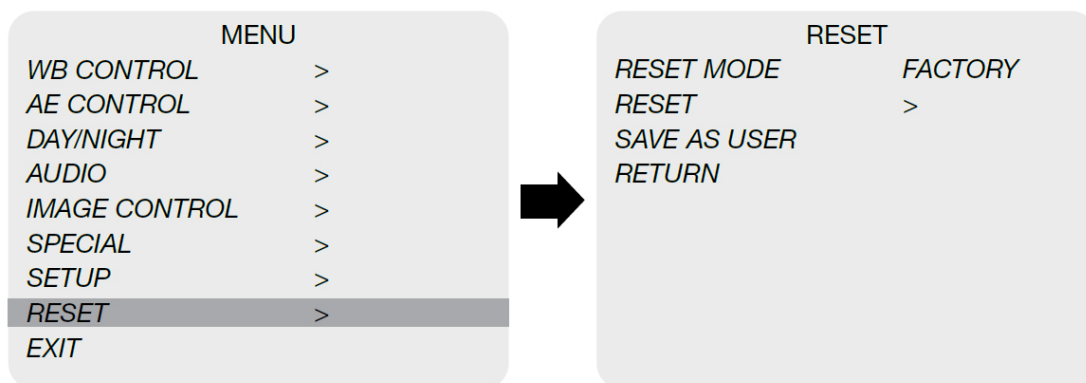 MENU
WB CONTROL >
AE CONTROL >
DAY/NIGHT >
AUDIO >
IMAGE CONTROL >
SPECIAL >
SETUP >
RESET >
EXIT
RESET
RESET MODE FACTORY
RESET >
SAVE AS USER
RETURN